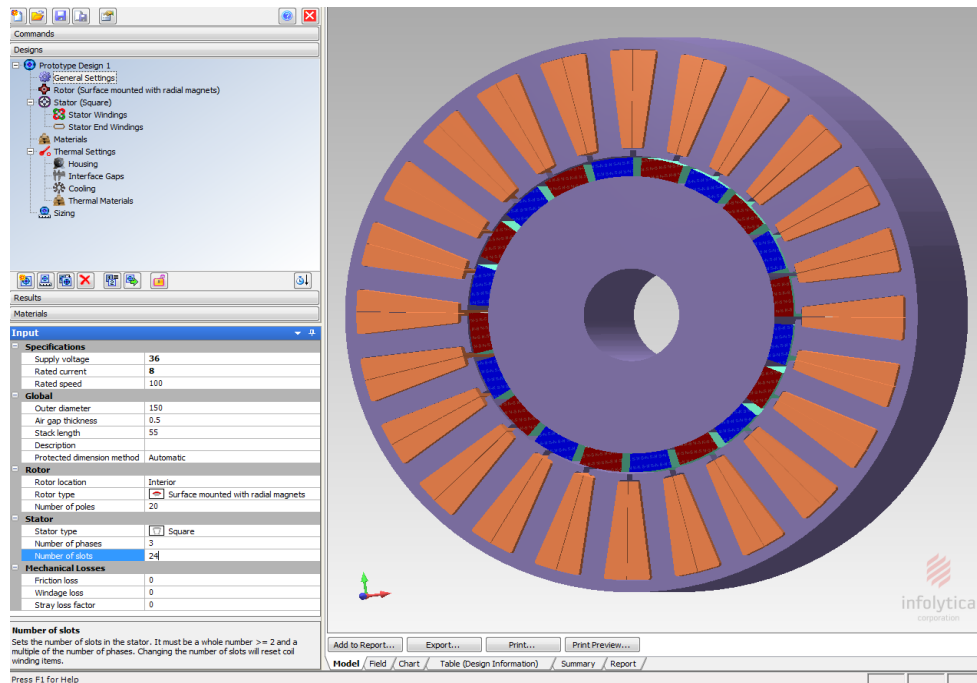 Commands
Designs
Prototype Design 1
General Settings
Rotor (Surface mounted with radial magnets)
Stator (Square)
Stator Windings
Stator End Windings
Materials
Thermal Settings
Housing
Interface Gaps
Cooling
Thermal Materials
Sizing
Results
Materials
Input
Specifications
Supply voltage 36
Rated current 8
Rated speed 100
Global
Outer diameter 150
Air gap thickness 0.5
Stack length 55
Description
Protected dimension method Automatic
Rotor
Rotor location Interior
Rotor type Surface mounted with radial magnets
Number of poles 20
Stator
Stator type Square
Number of phases 3
Number of slots 24
Mechanical Losses
Friction loss 0
Windage loss 0
Stray loss factor 0
Number of slots
Sets the number of slots in the stator. It must be a whole number >= 2 and a
multiple of the number of phases. Changing the number of slots will reset coil
winding items.
infolytica
corporation
Add to Report... Export... Print... Print Preview...
Model Field Chart Table (Design Information) Summary Report
Press F1 for Help